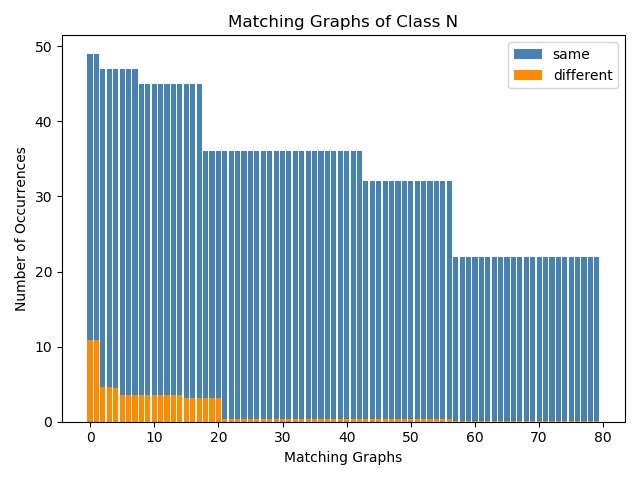 Matching Graphs of Class N
same
different
Number of Occurrences
50
40
30
20
10
0
0 10 20 30 40 50 60 70 80
Matching Graphs